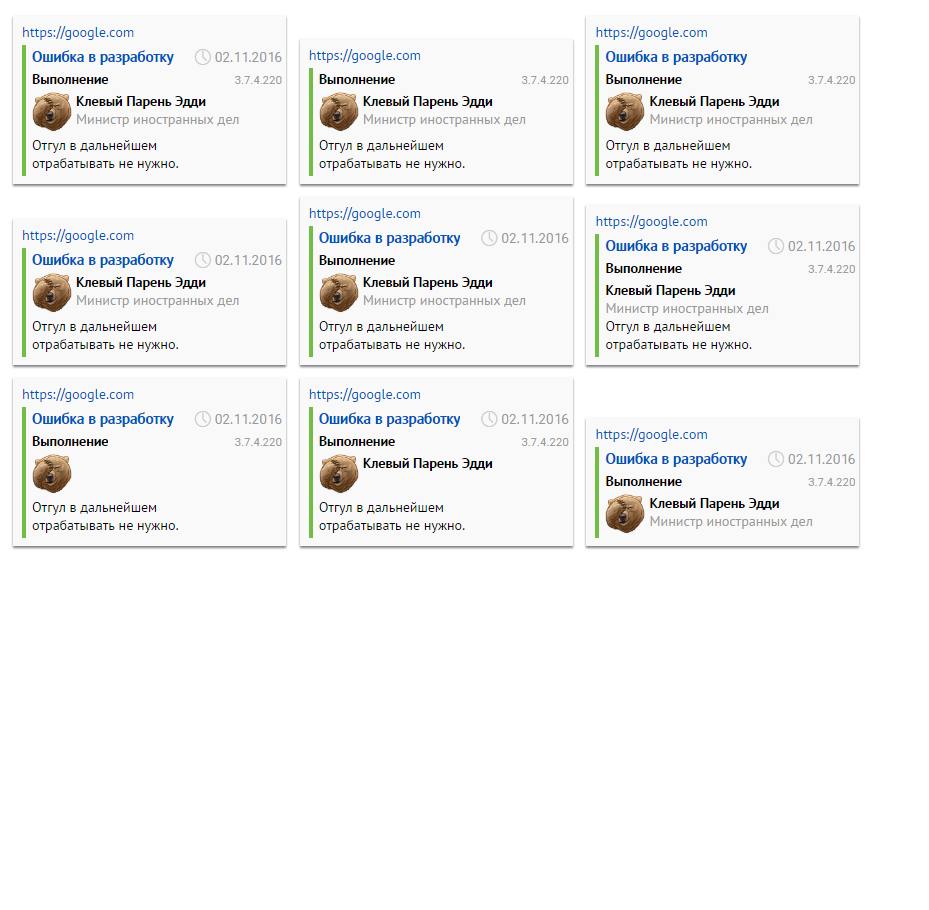 https://google.com
Ошибка в разработку 02.11.2016
Выполнение 3.7.4.220
Клевый Парень Эдди
Министр иностранных дел
Отгул в дальнейшем
отрабатывать не нужно.
https://google.com
Выполнение 3.7.4.220
Клевый Парень Эдди
Министр иностранных дел
Отгул в дальнейшем
отрабатывать не нужно.
https://google.com
Ошибка в разработку
Выполнение 3.7.4.220
Клевый Парень Эдди
Министр иностранных дел
Отгул в дальнейшем
отрабатывать не нужно.
https://google.com
Ошибка в разработку 02.11.2016
Клевый Парень Эдди
Министр иностранных дел
Отгул в дальнейшем
отрабатывать не нужно.
https://google.com
Ошибка в разработку 02.11.2016
Выполнение
Клевый Парень Эдди
Министр иностранных дел
Отгул в дальнейшем
отрабатывать не нужно.
https://google.com
Ошибка в разработку 02.11.2016
Выполнение 3.7.4.220
Клевый Парень Эдди
Министр иностранных дел
Отгул в дальнейшем
отрабатывать не нужно.
https://google.com
Ошибка в разработку 02.11.2016
Выполнение 3.7.4.220
Отгул в дальнейшем
отрабатывать не нужно.
https://google.com
Ошибка в разработку 02.11.2016
Выполнение 3.7.4.220
Клевый Парень Эдди
Отгул в дальнейшем
отрабатывать не нужно.
https://google.com
Ошибка в разработку 02.11.2016
Выполнение 3.7.4.220
Клевый Парень Эдди
Министр иностранных дел